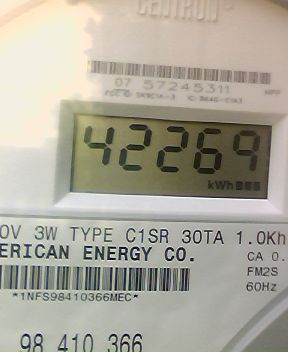 CENTRON
07 57245311
42269
kWh
0V 3W TYPE C1SR 30TA 1.0Kh
ERICAN ENERGY CO.
CA 0.
FM2S
60Hz
*1NFS98410366MEC*
98 410 366